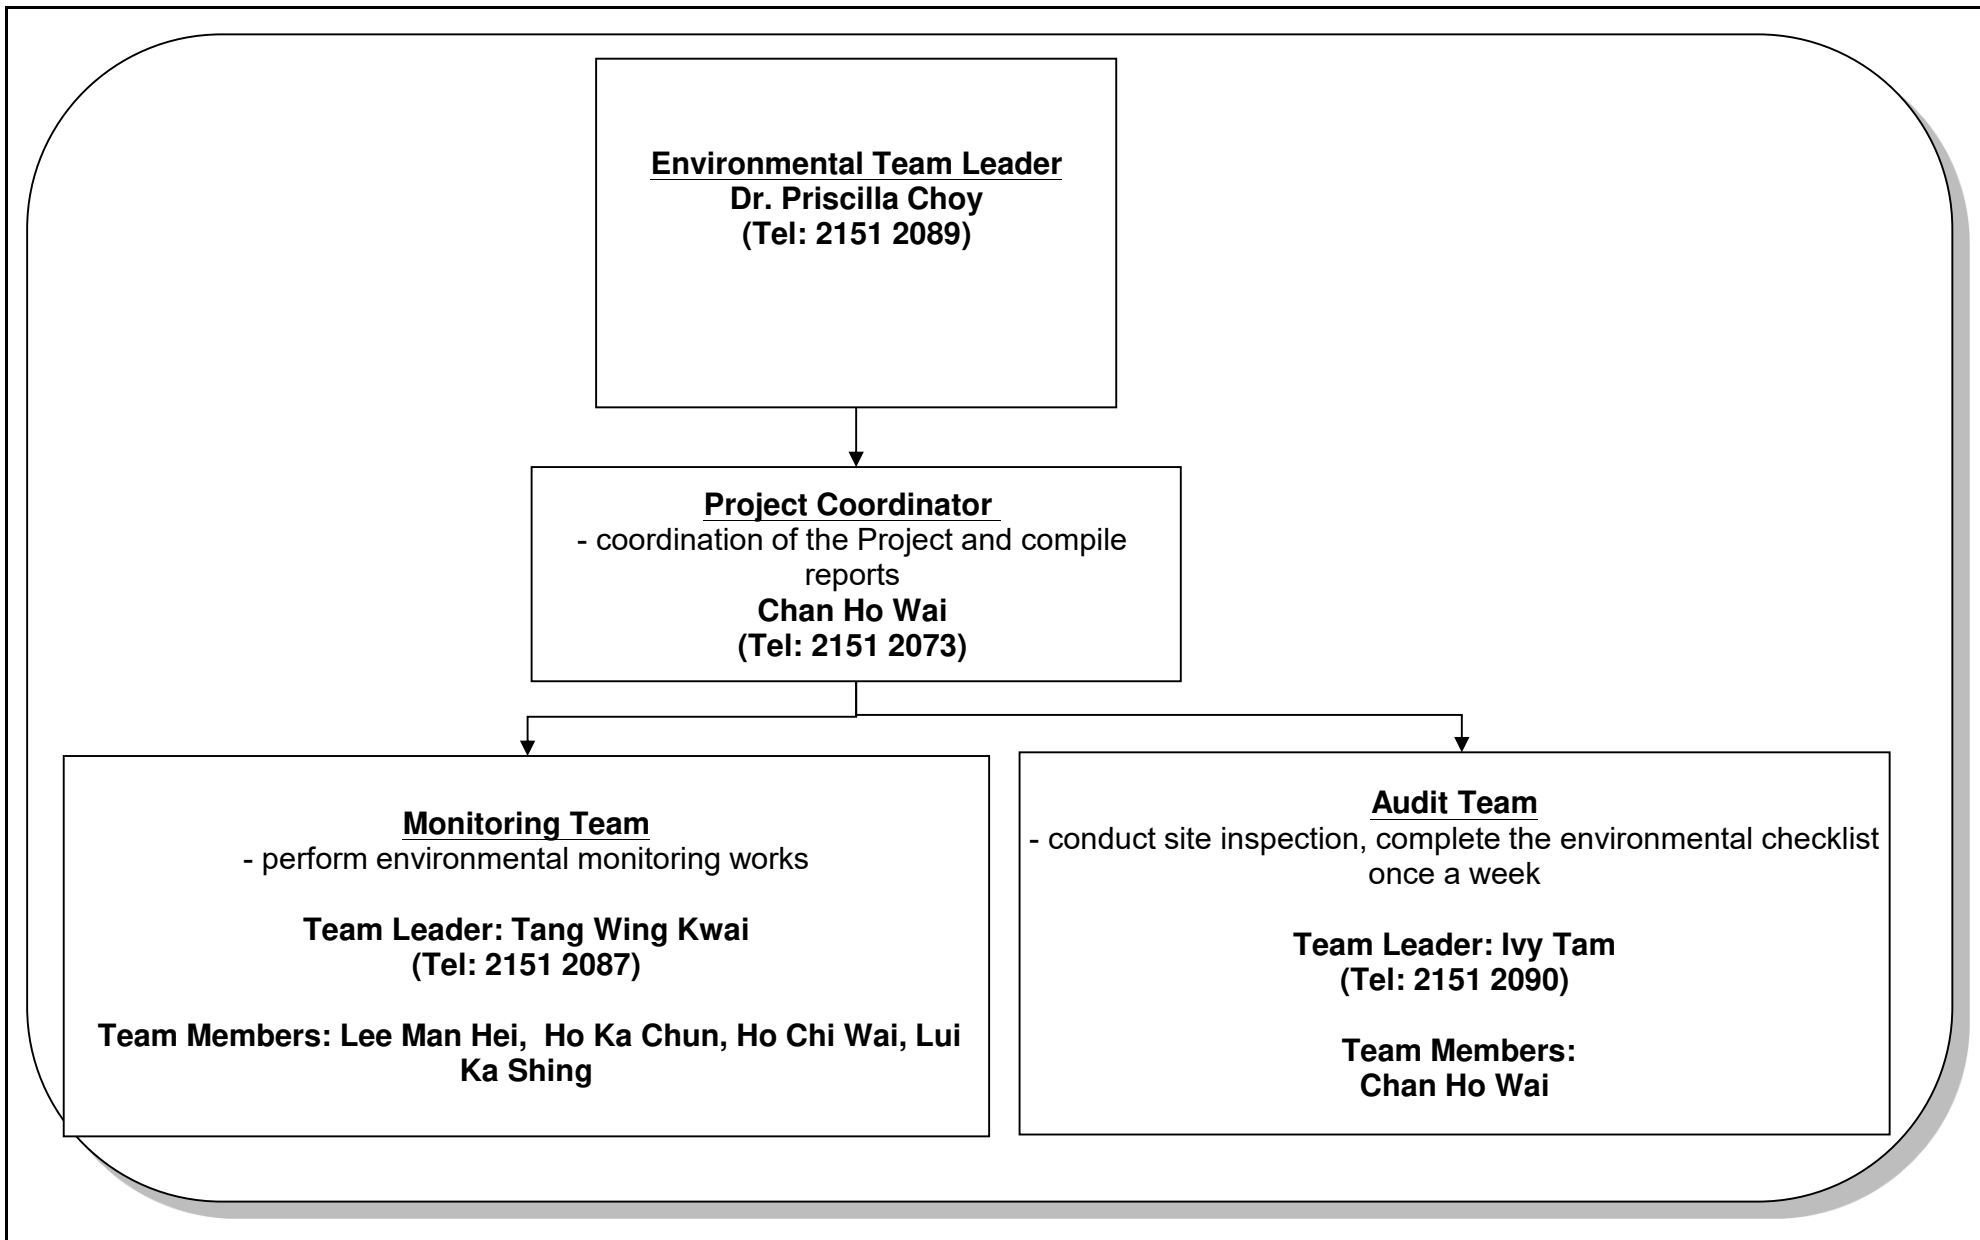 Environmental Team Leader
Dr. Priscilla Choy
(Tel: 2151 2089)
Project Coordinator
- coordination of the Project and compile
reports
Chan Ho Wai
(Tel: 2151 2073)
Monitoring Team
- perform environmental monitoring works
Team Leader: Tang Wing Kwai
(Tel: 2151 2087)
Team Members: Lee Man Hei,  Ho Ka Chun, Ho Chi Wai, Lui
Ka Shing
Audit Team
- conduct site inspection, complete the environmental checklist
once a week
Team Leader: Ivy Tam
(Tel: 2151 2090)
Team Members:
Chan Ho Wai